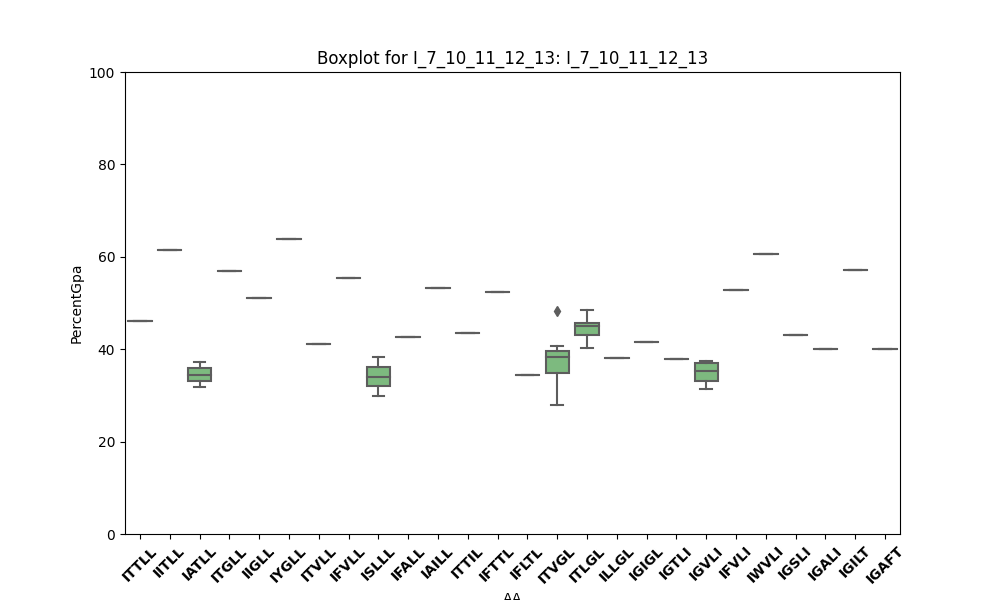 Boxplot for I_7_10_11_12_13: I_7_10_11_12_13
PercentGpa
100
80
60
40
20
0
ITTLL IITLL IATLL ITGLL IIGLL IYGLL ITVLL IFVLL ISLLL IFALL IAILL ITTIL IFTTL IFLTL ITVGL ITLGL ILLGL IGIGL IGTLI IGVLI IFVLI IWVLI IGSLI IGALI IGILT IGAFT
AA